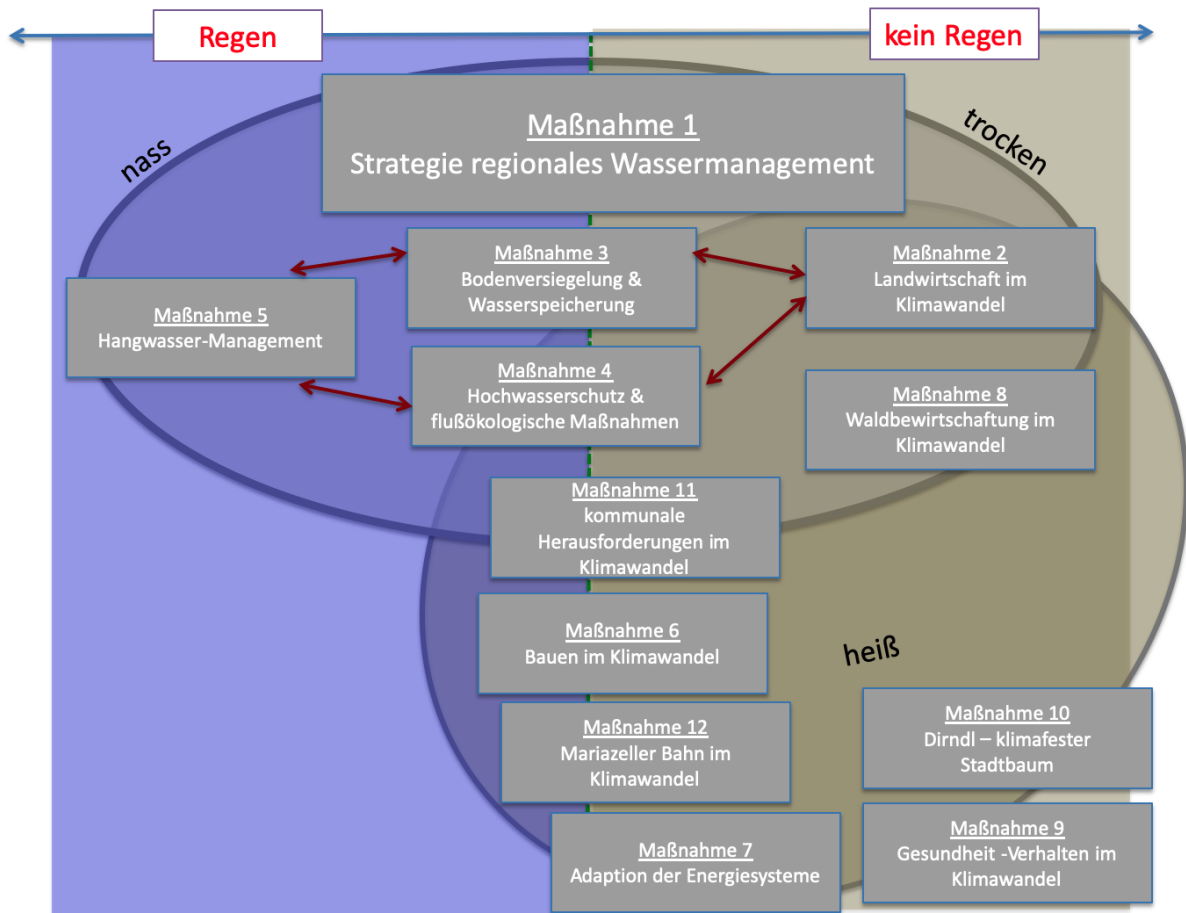 Regen
kein Regen
nass
trocken
Maßnahme 1
Strategie regionales Wassermanagement
Maßnahme 3
Bodenversiegelung &
Wasserspeicherung
Maßnahme 2
Landwirtschaft im
Klimawandel
Maßnahme 5
Hangwasser-Management
Maßnahme 4
Hochwasserschutz &
flußökologische Maßnahmen
Maßnahme 8
Waldbewirtschaftung im
Klimawandel
Maßnahme 11
kommunale
Herausforderungen im
Klimawandel
Maßnahme 6
Bauen im Klimawandel
heiß
Maßnahme 12
Mariazeller Bahn im
Klimawandel
Maßnahme 10
Dirndl – klimafester
Stadtbaum
Maßnahme 7
Adaption der Energiesysteme
Maßnahme 9
Gesundheit -Verhalten im
Klimawandel